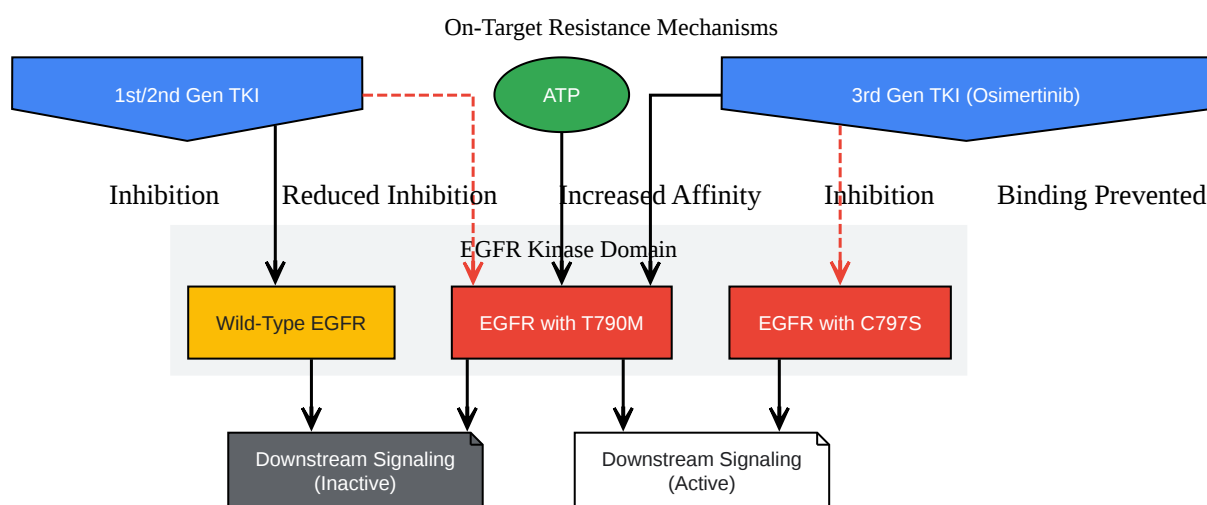 On-Target Resistance Mechanisms
1st/2nd Gen TKI
ATP
3rd Gen TKI (Osimertinib)
Inhibition
Reduced Inhibition
Increased Affinity
Inhibition
Binding Prevented
EGFR Kinase Domain
Wild-Type EGFR
EGFR with T790M
EGFR with C797S
Downstream Signaling
(Inactive)
Downstream Signaling
(Active)